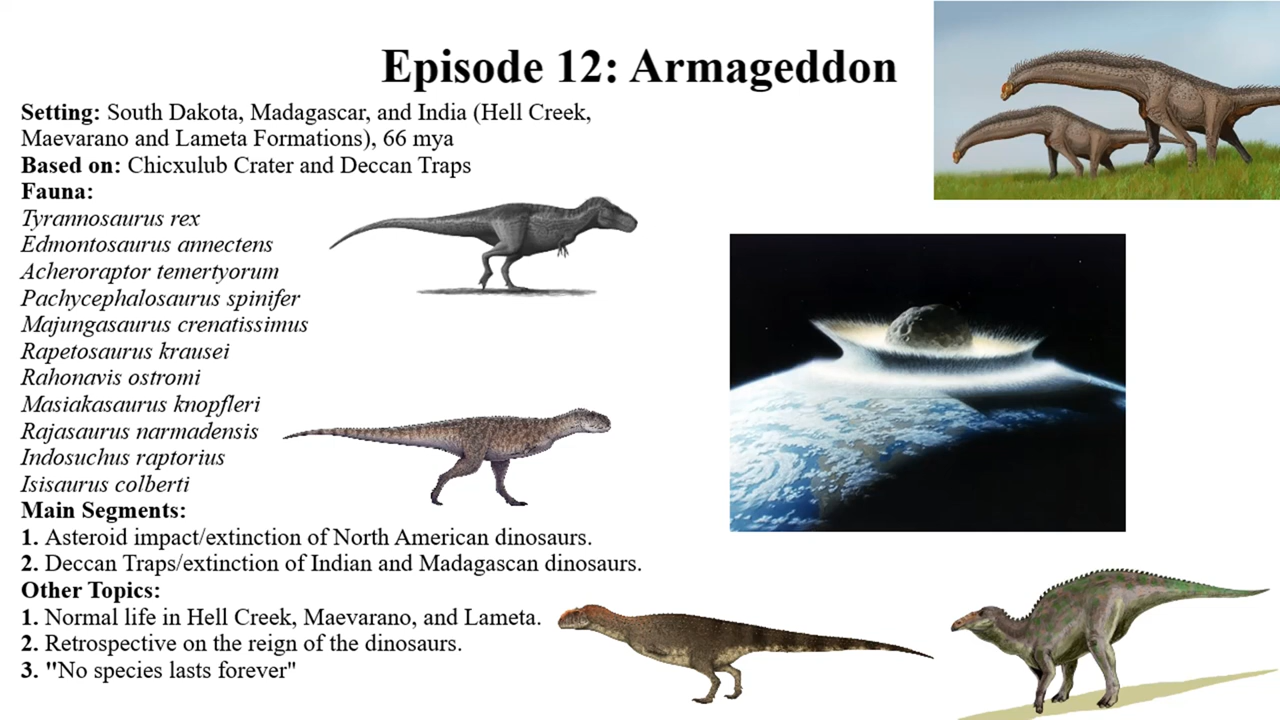 Episode 12: Armageddon
Setting: South Dakota, Madagascar, and India (Hell Creek,
Maevarano and Lameta Formations), 66 mya
Based on: Chicxulub Crater and Deccan Traps
Fauna:
Tyrannosaurus rex
Edmontosaurus annectens
Acheroraptor temertyorum
Pachycephalosaurus spinifer
Majungasaurus crenatissimus
Rapetosaurus krausei
Rahonavis ostromi
Masiakasaurus knopfleri
Rajasaurus narmadensis
Indosuchus raptorius
Isisaurus colberti
Main Segments:
1. Asteroid impact/extinction of North American dinosaurs.
2. Deccan Traps/extinction of Indian and Madagascan dinosaurs.
Other Topics:
1. Normal life in Hell Creek, Maevarano, and Lameta.
2. Retrospective on the reign of the dinosaurs.
3. "No species lasts forever"